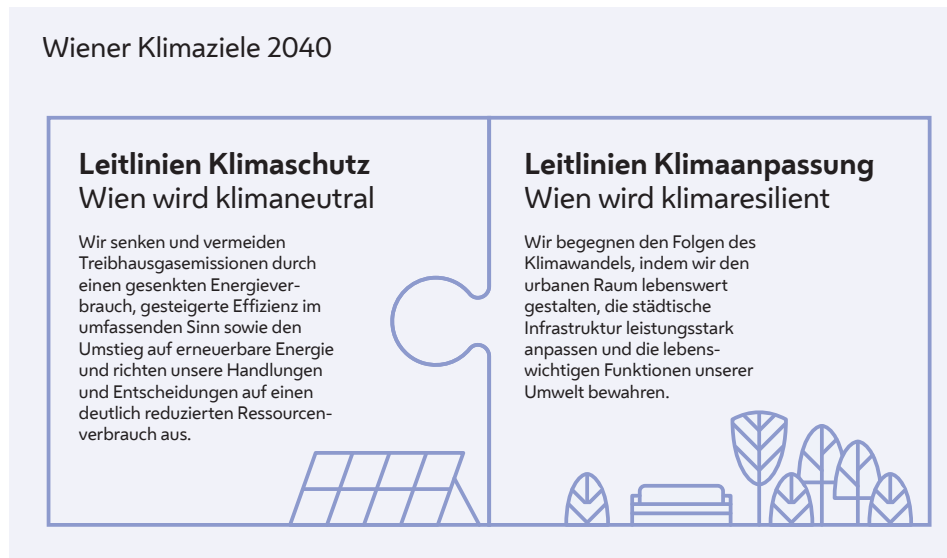 Wiener Klimaziele 2040
Leitlinien Klimaschutz
Wien wird klimaneutral
Wir senken und vermeiden
Treibhausgasemissionen durch
einen gesenkten Energiever-
brauch, gesteigerte Effizienz im
umfassenden Sinn sowie den
Umstieg auf erneuerbare Energie
und richten unsere Handlungen
und Entscheidungen auf einen
deutlich reduzierten Ressourcen-
verbrauch aus.
Leitlinien Klimaanpassung
Wien wird klimaresilient
Wir begegnen den Folgen des
Klimawandels, indem wir den
urbanen Raum lebenswert
gestalten, die städtische
Infrastruktur leistungsstark
anpassen und die lebens-
wichtigen Funktionen unserer
Umwelt bewahren.